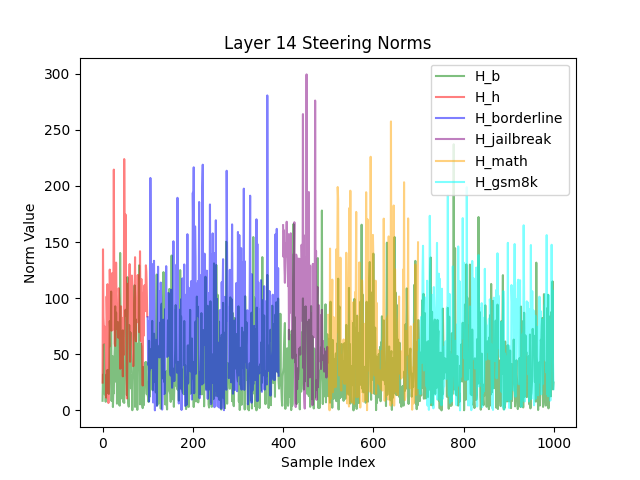 Layer 14 Steering Norms
300
250
200
150
100
50
0
Norm Value
H_b
H_h
H_borderline
H_jailbreak
H_math
H_gsm8k
0 200 400 600 800 1000
Sample Index